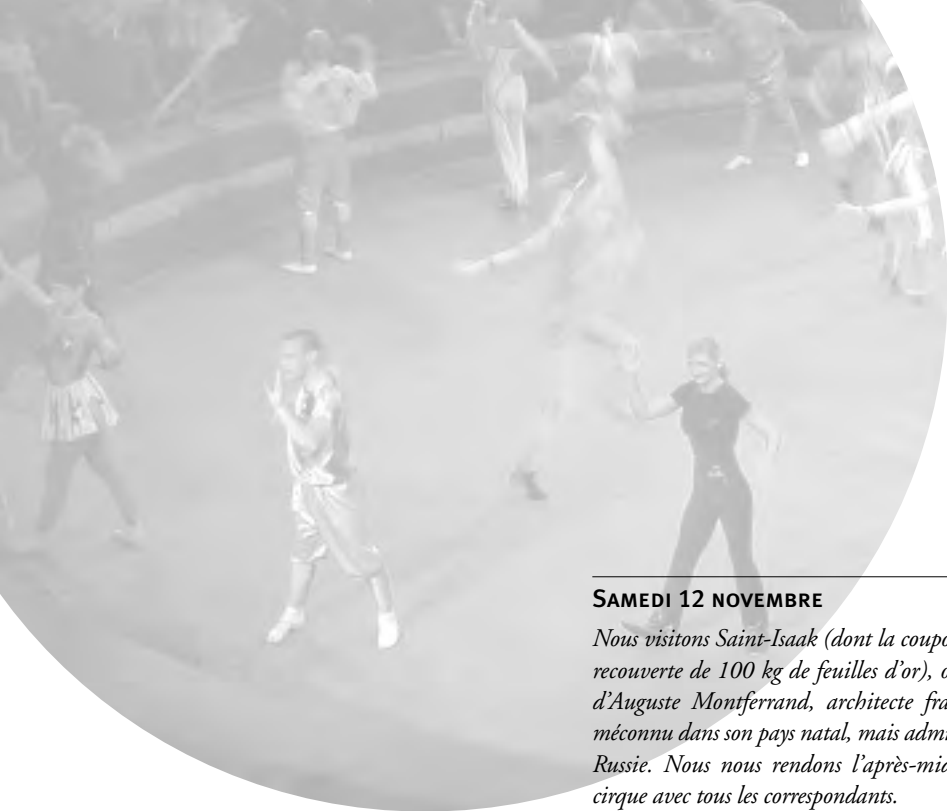 SAMEDI 12 NOVEMBRE
Nous visitons Saint-Isaak (dont la coupo
recouverte de 100 kg de feuilles d'or), o
d'Auguste Montferrand, architecte fra
méconnu dans son pays natal, mais admi
Russie. Nous nous rendons l'après-mid
cirque avec tous les correspondants.